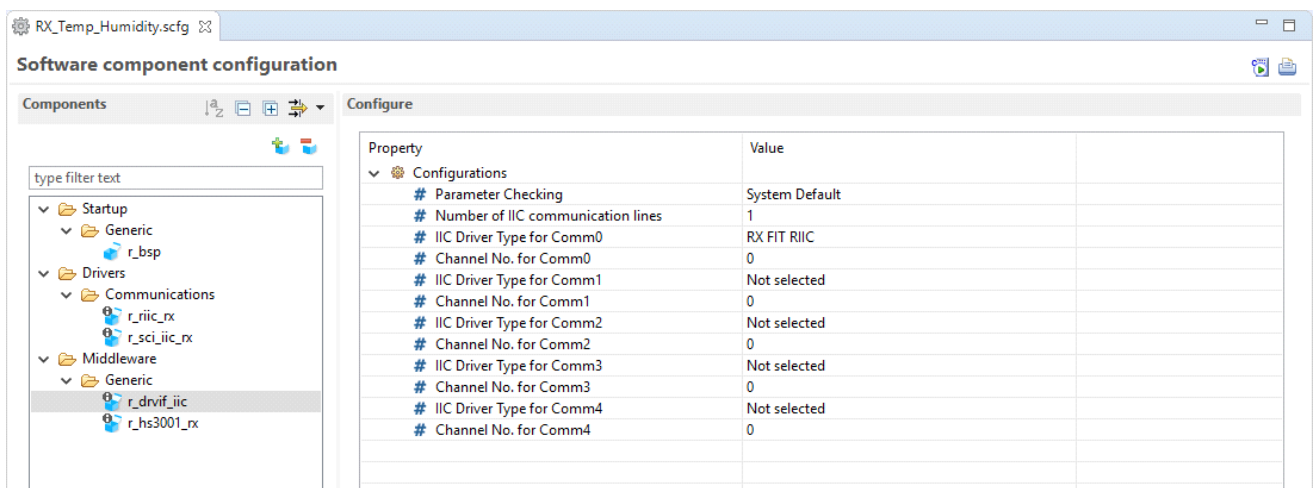 RX_Temp_Humidity.scfg
Software component configuration
Components
Configure
type filter text
Startup
Generic
r_bsp
Drivers
Communications
r_riic_rx
r_sci_iic_rx
Middleware
Generic
r_drvif_iic
r_hs3001_rx
Property Value
Configurations
# Parameter Checking System Default
# Number of IIC communication lines 1
# IIC Driver Type for Comm0 RX FIT RIIC
# Channel No. for Comm0 0
# IIC Driver Type for Comm1 Not selected
# Channel No. for Comm1 0
# IIC Driver Type for Comm2 Not selected
# Channel No. for Comm2 0
# IIC Driver Type for Comm3 Not selected
# Channel No. for Comm3 0
# IIC Driver Type for Comm4 Not selected
# Channel No. for Comm4 0